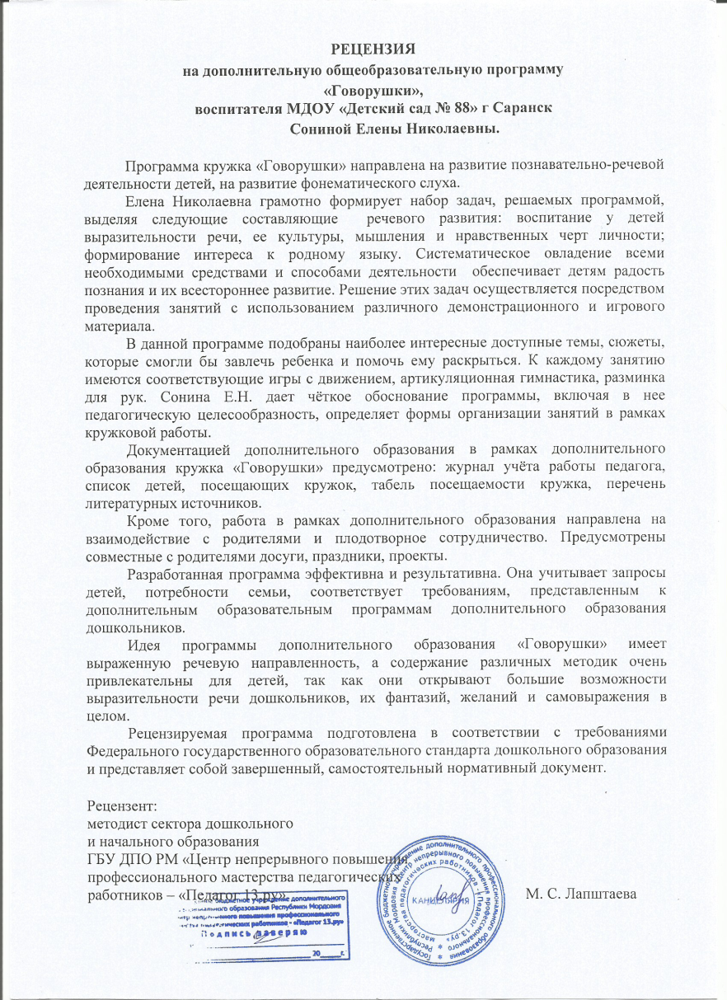 РЕЦЕНЗИЯ
на дополнительную общеобразовательную программу
«Говорушки»,
воспитателя МДОУ «Детский сад № 88» г Саранск
Сониной Елены Николаевны.
Программа кружка «Говорушки» направлена на развитие познавательно-речевой
деятельности детей, на развитие фонематического слуха.
Елена Николаевна грамотно формирует набор задач, решаемых программой,
выделяя следующие составляющие речевого развития: воспитание у детей
выразительности речи, ее культуры, мышления и нравственных черт личности;
формирование интереса к родному языку. Систематическое овладение всеми
необходимыми средствами и способами деятельности обеспечивает детям радость
познания и их всестороннее развитие. Решение этих задач осуществляется посредством
проведения занятий с использованием различного демонстрационного и игрового
материала.
В данной программе подобраны наиболее интересные доступные темы, сюжеты,
которые смогли бы завлечь ребенка и помочь ему раскрыться. К каждому занятию
имеются соответствующие игры с движением, артикуляционная гимнастика, разминка
для рук. Сонина Е.Н. дает чёткое обоснование программы, включая в нее
педагогическую целесообразность, определяет формы организации занятий в рамках
кружковой работы.
Документацией дополнительного образования в рамках дополнительного
образования кружка «Говорушки» предусмотрено: журнал учёта работы педагога,
список детей, посещающих кружок, табель посещаемости кружка, перечень
литературных источников.
Кроме того, работа в рамках дополнительного образования направлена на
взаимодействие с родителями и плодотворное сотрудничество. Предусмотрены
совместные с родителями досуги, праздники, проекты.
Разработанная программа эффективна и результативна. Она учитывает запросы
детей, потребности семьи, соответствует требованиям, представленным к
дополнительным образовательным программам дополнительного образования
дошкольников.
Идея программы дополнительного образования «Говорушки» имеет
выраженную речевую направленность, а содержание различных методик очень
привлекательны для детей, так как они открывают большие возможности
выразительности речи дошкольников, их фантазий, желаний и самовыражения в
целом.
Рецензируемая программа подготовлена в соответствии с требованиями
Федерального государственного образовательного стандарта дошкольного образования
и представляет собой завершенный, самостоятельный нормативный документ.
Рецензент:
методист сектора дошкольного
и начального образования
ГБУ ДПО РМ «Центр непрерывного повышения
профессионального мастерства педагогических
работников – «Педагог 13.ру»
М. С. Лапштаева
бюджетное учреждение дополнительного
образования Республики Мордовия
непрерывного повышения профессионального
педагогических работников - «Педагог 13.ру»
Подпись заверяю
20 г.
Государственное бюджетное учреждение дополнительного профессионального образования
Республики Мордовия «Центр непрерывного повышения профессионального
мастерства педагогических работников – «Педагог 13.ру»
КАНЦЕЛЯРИЯ